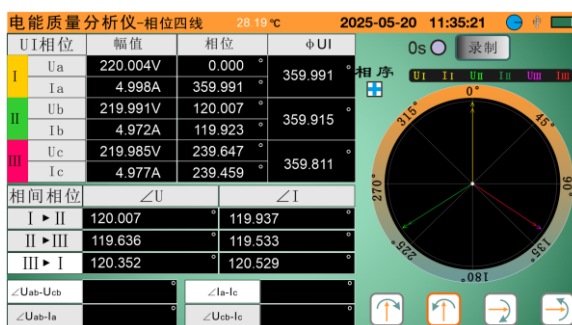 电能质量分析仪-相位四线 28.19 ℃ 2025-05-20 11:35:21
UI相位 幅值 相位 ΦUI
I Ua 220.004V 0.000 ° 359.991 °
Ia 4.998A 359.991 °
II Ub 219.991V 120.007 ° 359.915 °
Ib 4.972A 119.923 °
III Uc 219.985V 239.647 ° 359.811 °
Ic 4.977A 239.459 °
相间相位 ∠U ∠I
I ► II 120.007 ° 119.937 °
II ►III 119.636 ° 119.533 °
III► I 120.352 ° 120.529 °
∠Uab-Ucb ° ∠Ia-Ic °
∠Uab-Ia ° ∠Ucb-Ic °
0s 录制
相序 UI II UII III UIII IIII
0°
45°
90°
135°
180°
225°
270°
315°